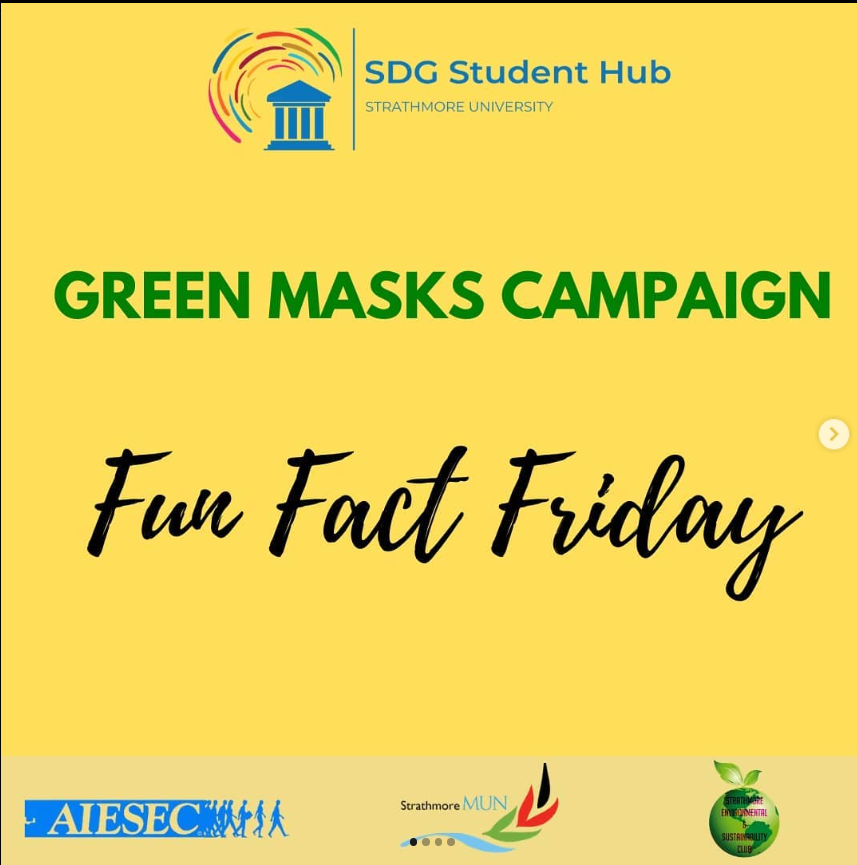 SDG Student Hub
STRATHMORE UNIVERSITY
GREEN MASKS CAMPAIGN
Fun Fact Friday
AIESEC
Strathmore MUN
STRATHMORE
ENVIRONMENTAL
&
SUSTAINABILITY
CLUB